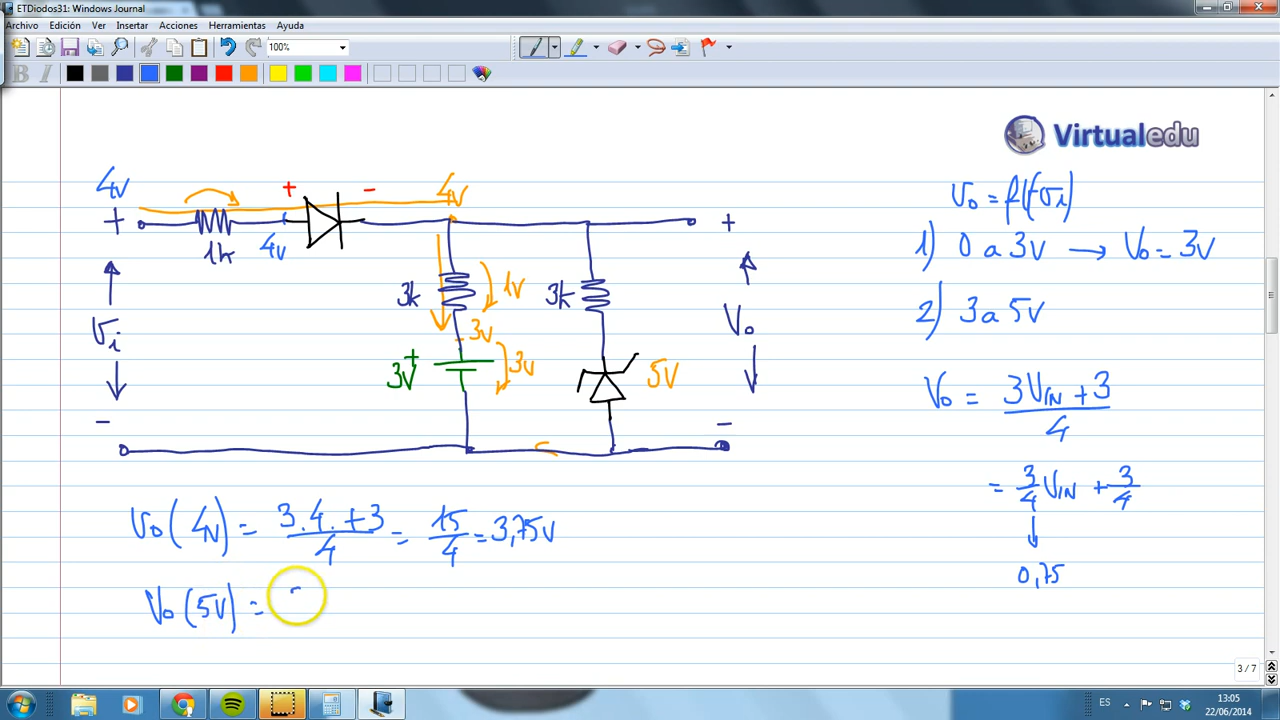 ETDiodos31: Windows Journal
Archivo Edición Ver Insertar Acciones Herramientas Ayuda
100%
Virtualedu
4v + - 4v
+ 1k 4v +
3k 1v 3k
3v
Vi Vo
3V + 3v 5V
- -
Vo = f(vi)
1) 0 a 3v → Vo = 3v
2) 3 a 5v
Vo = 3VIN + 3 / 4
= 3/4 VIN + 3/4
0,75
Vo(4v) = 3.4.+3 / 4 = 15/4 = 3,75v
Vo(5v) =
3 / 7
ES 13:05
22/06/2014